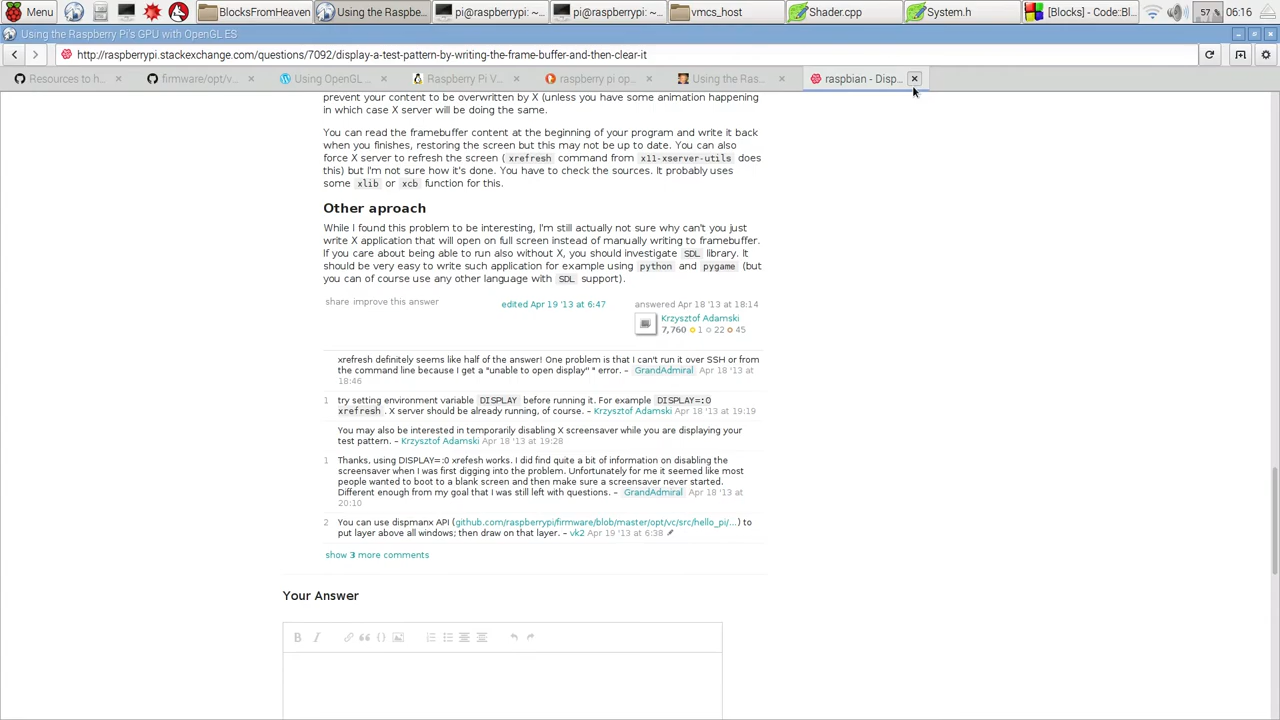 Menu BlocksFromHeaven Using the Raspbe... pi@raspberrypi: ~... pi@raspberrypi: ~... vmcs_host Shader.cpp System.h [Blocks] - Code::Bl... 57 % 06:16
Using the Raspberry Pi's GPU with OpenGL ES
http://raspberrypi.stackexchange.com/questions/7092/display-a-test-pattern-by-writing-the-frame-buffer-and-then-clear-it
Resources to h... firmware/opt/v... Using OpenGL ... Raspberry Pi V... raspberry pi op... Using the Ras... raspbian - Disp...
prevent your content to be overwritten by X (unless you have some animation happening
in which case X server will be doing the same.
You can read the framebuffer content at the beginning of your program and write it back
when you finishes, restoring the screen but this may not be up to date. You can also
force X server to refresh the screen ( xrefresh command from x11-xserver-utils does
this) but I'm not sure how it's done. You have to check the sources. It probably uses
some xlib or xcb function for this.
Other aproach
While I found this problem to be interesting, I'm still actually not sure why can't you just
write X application that will open on full screen instead of manually writing to framebuffer.
If you care about being able to run also without X, you should investigate SDL library. It
should be very easy to write such application for example using python and pygame (but
you can of course use any other language with SDL support).
share improve this answer edited Apr 19 '13 at 6:47 answered Apr 18 '13 at 18:14
Krzysztof Adamski
7,760 1 22 45
xrefresh definitely seems like half of the answer! One problem is that I can't run it over SSH or from
the command line because I get a "unable to open display" " error. – GrandAdmiral Apr 18 '13 at
18:46
1 try setting environment variable DISPLAY before running it. For example DISPLAY=:0
xrefresh . X server should be already running, of course. – Krzysztof Adamski Apr 18 '13 at 19:19
You may also be interested in temporarily disabling X screensaver while you are displaying your
test pattern. – Krzysztof Adamski Apr 18 '13 at 19:28
1 Thanks, using DISPLAY=:0 xrefesh works. I did find quite a bit of information on disabling the
screensaver when I was first digging into the problem. Unfortunately for me it seemed like most
people wanted to boot to a blank screen and then make sure a screensaver never started.
Different enough from my goal that I was still left with questions. – GrandAdmiral Apr 18 '13 at
20:10
2 You can use dispmanx API (github.com/raspberrypi/firmware/blob/master/opt/vc/src/hello_pi/...) to
put layer above all windows; then draw on that layer. – vk2 Apr 19 '13 at 6:38
show 3 more comments
Your Answer
B I